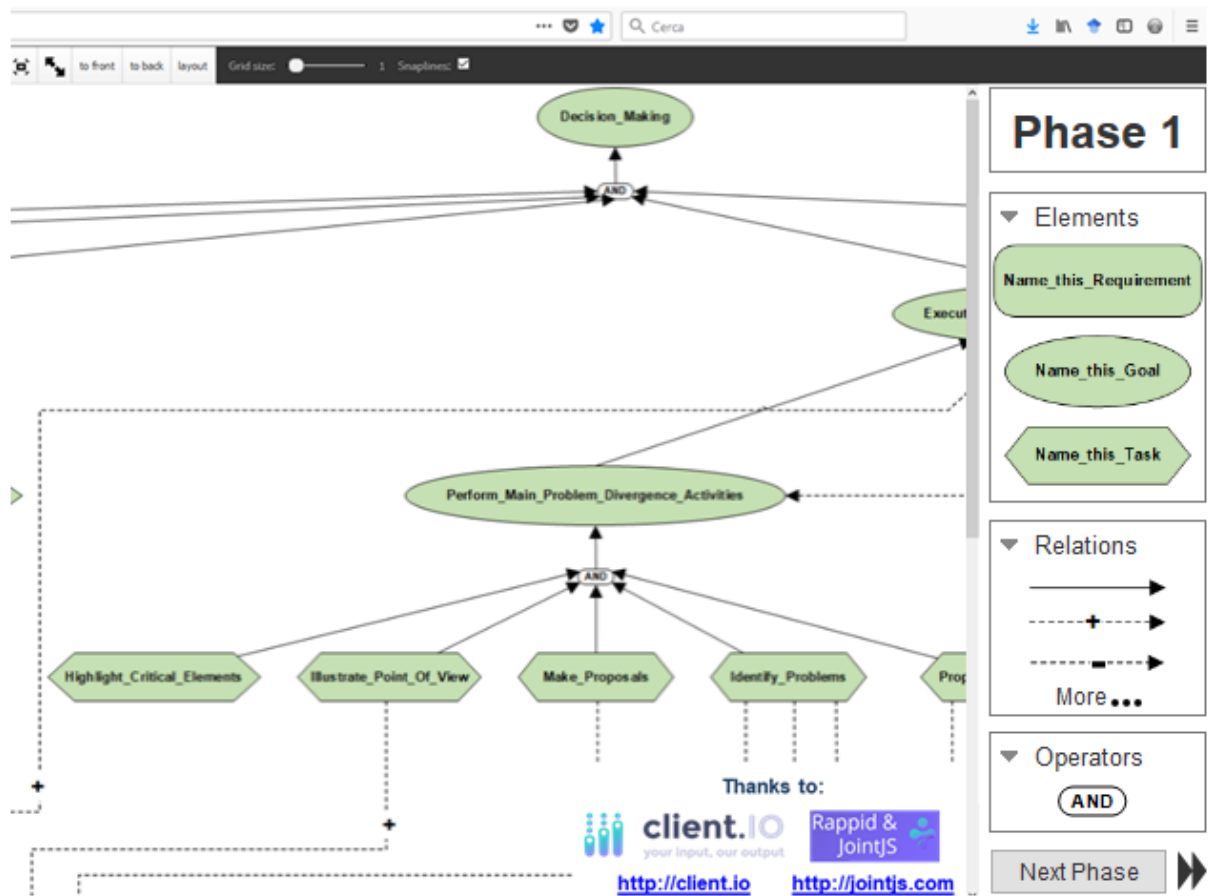 Cerca
to front to back layout Grid size: 1 Snaplines:
Decision_Making
AND
Execut
Perform_Main_Problem_Divergence_Activities
AND
Highlight_Critical_Elements Illustrate_Point_Of_View Make_Proposals Identify_Problems Prop
+
+
Thanks to:
client.IO
your input, our output
Rappid &
JointJS
http://client.io http://jointjs.com
Phase 1
Elements
Name_this_Requirement
Name_this_Goal
Name_this_Task
Relations
+
-
More...
Operators
AND
Next Phase